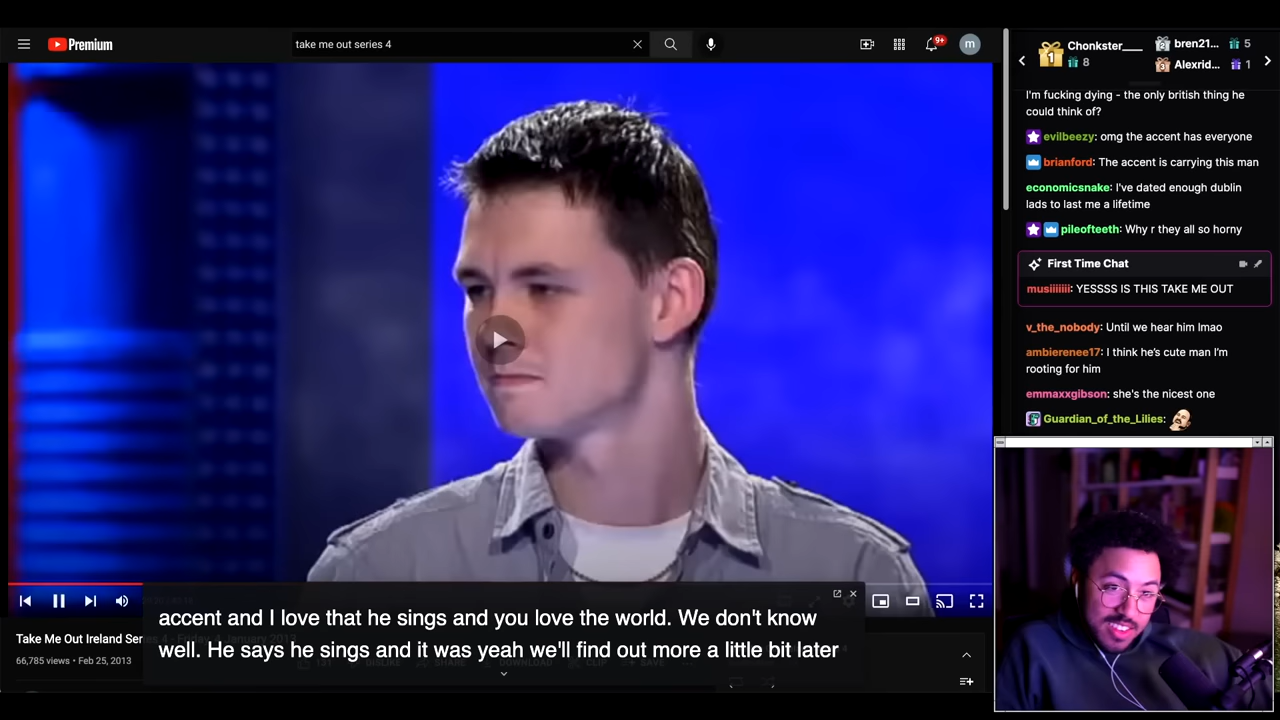 Premium
take me out series 4
9+
m
Chonkster____
8
bren21...
5
Alexrid...
1
I'm fucking dying - the only british thing he
could think of?
evilbeezy: omg the accent has everyone
brianford: The accent is carrying this man
economicsnake: I've dated enough dublin
lads to last me a lifetime
pileofteeth: Why r they all so horny
First Time Chat
musiiiiiii: YESSSS IS THIS TAKE ME OUT
v_the_nobody: Until we hear him lmao
ambierenee17: I think he's cute man I'm
rooting for him
emmaxxgibson: she's the nicest one
Guardian_of_the_Lilies:
accent and I love that he sings and you love the world. We don't know
well. He says he sings and it was yeah we'll find out more a little bit later
Take Me Out Ireland Ser
66,785 views • Feb 25, 2013